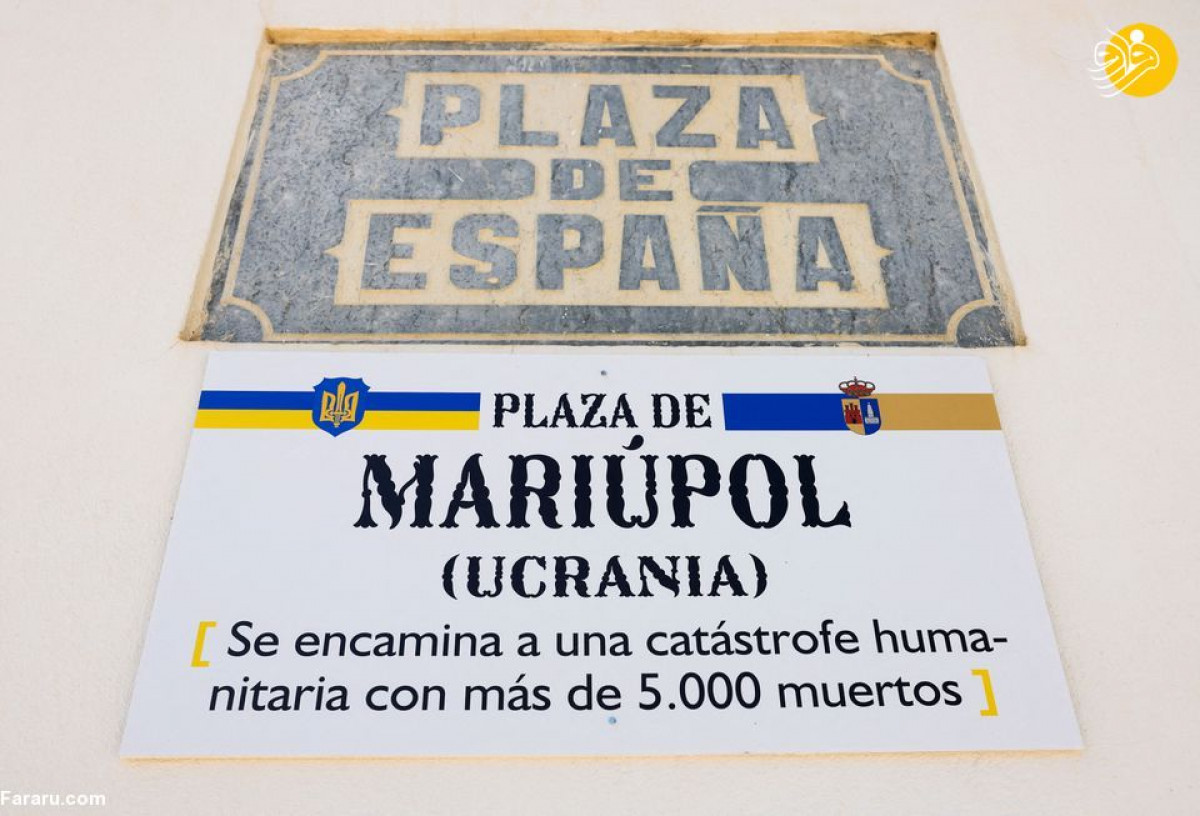 PLAZA
DE
ESPAÑA
PLAZA DE
MARIÚPOL
(UCRANIA)
[ Se encamina a una catástrofe huma-
nitaria con más de 5.000 muertos ]
Fararu.com